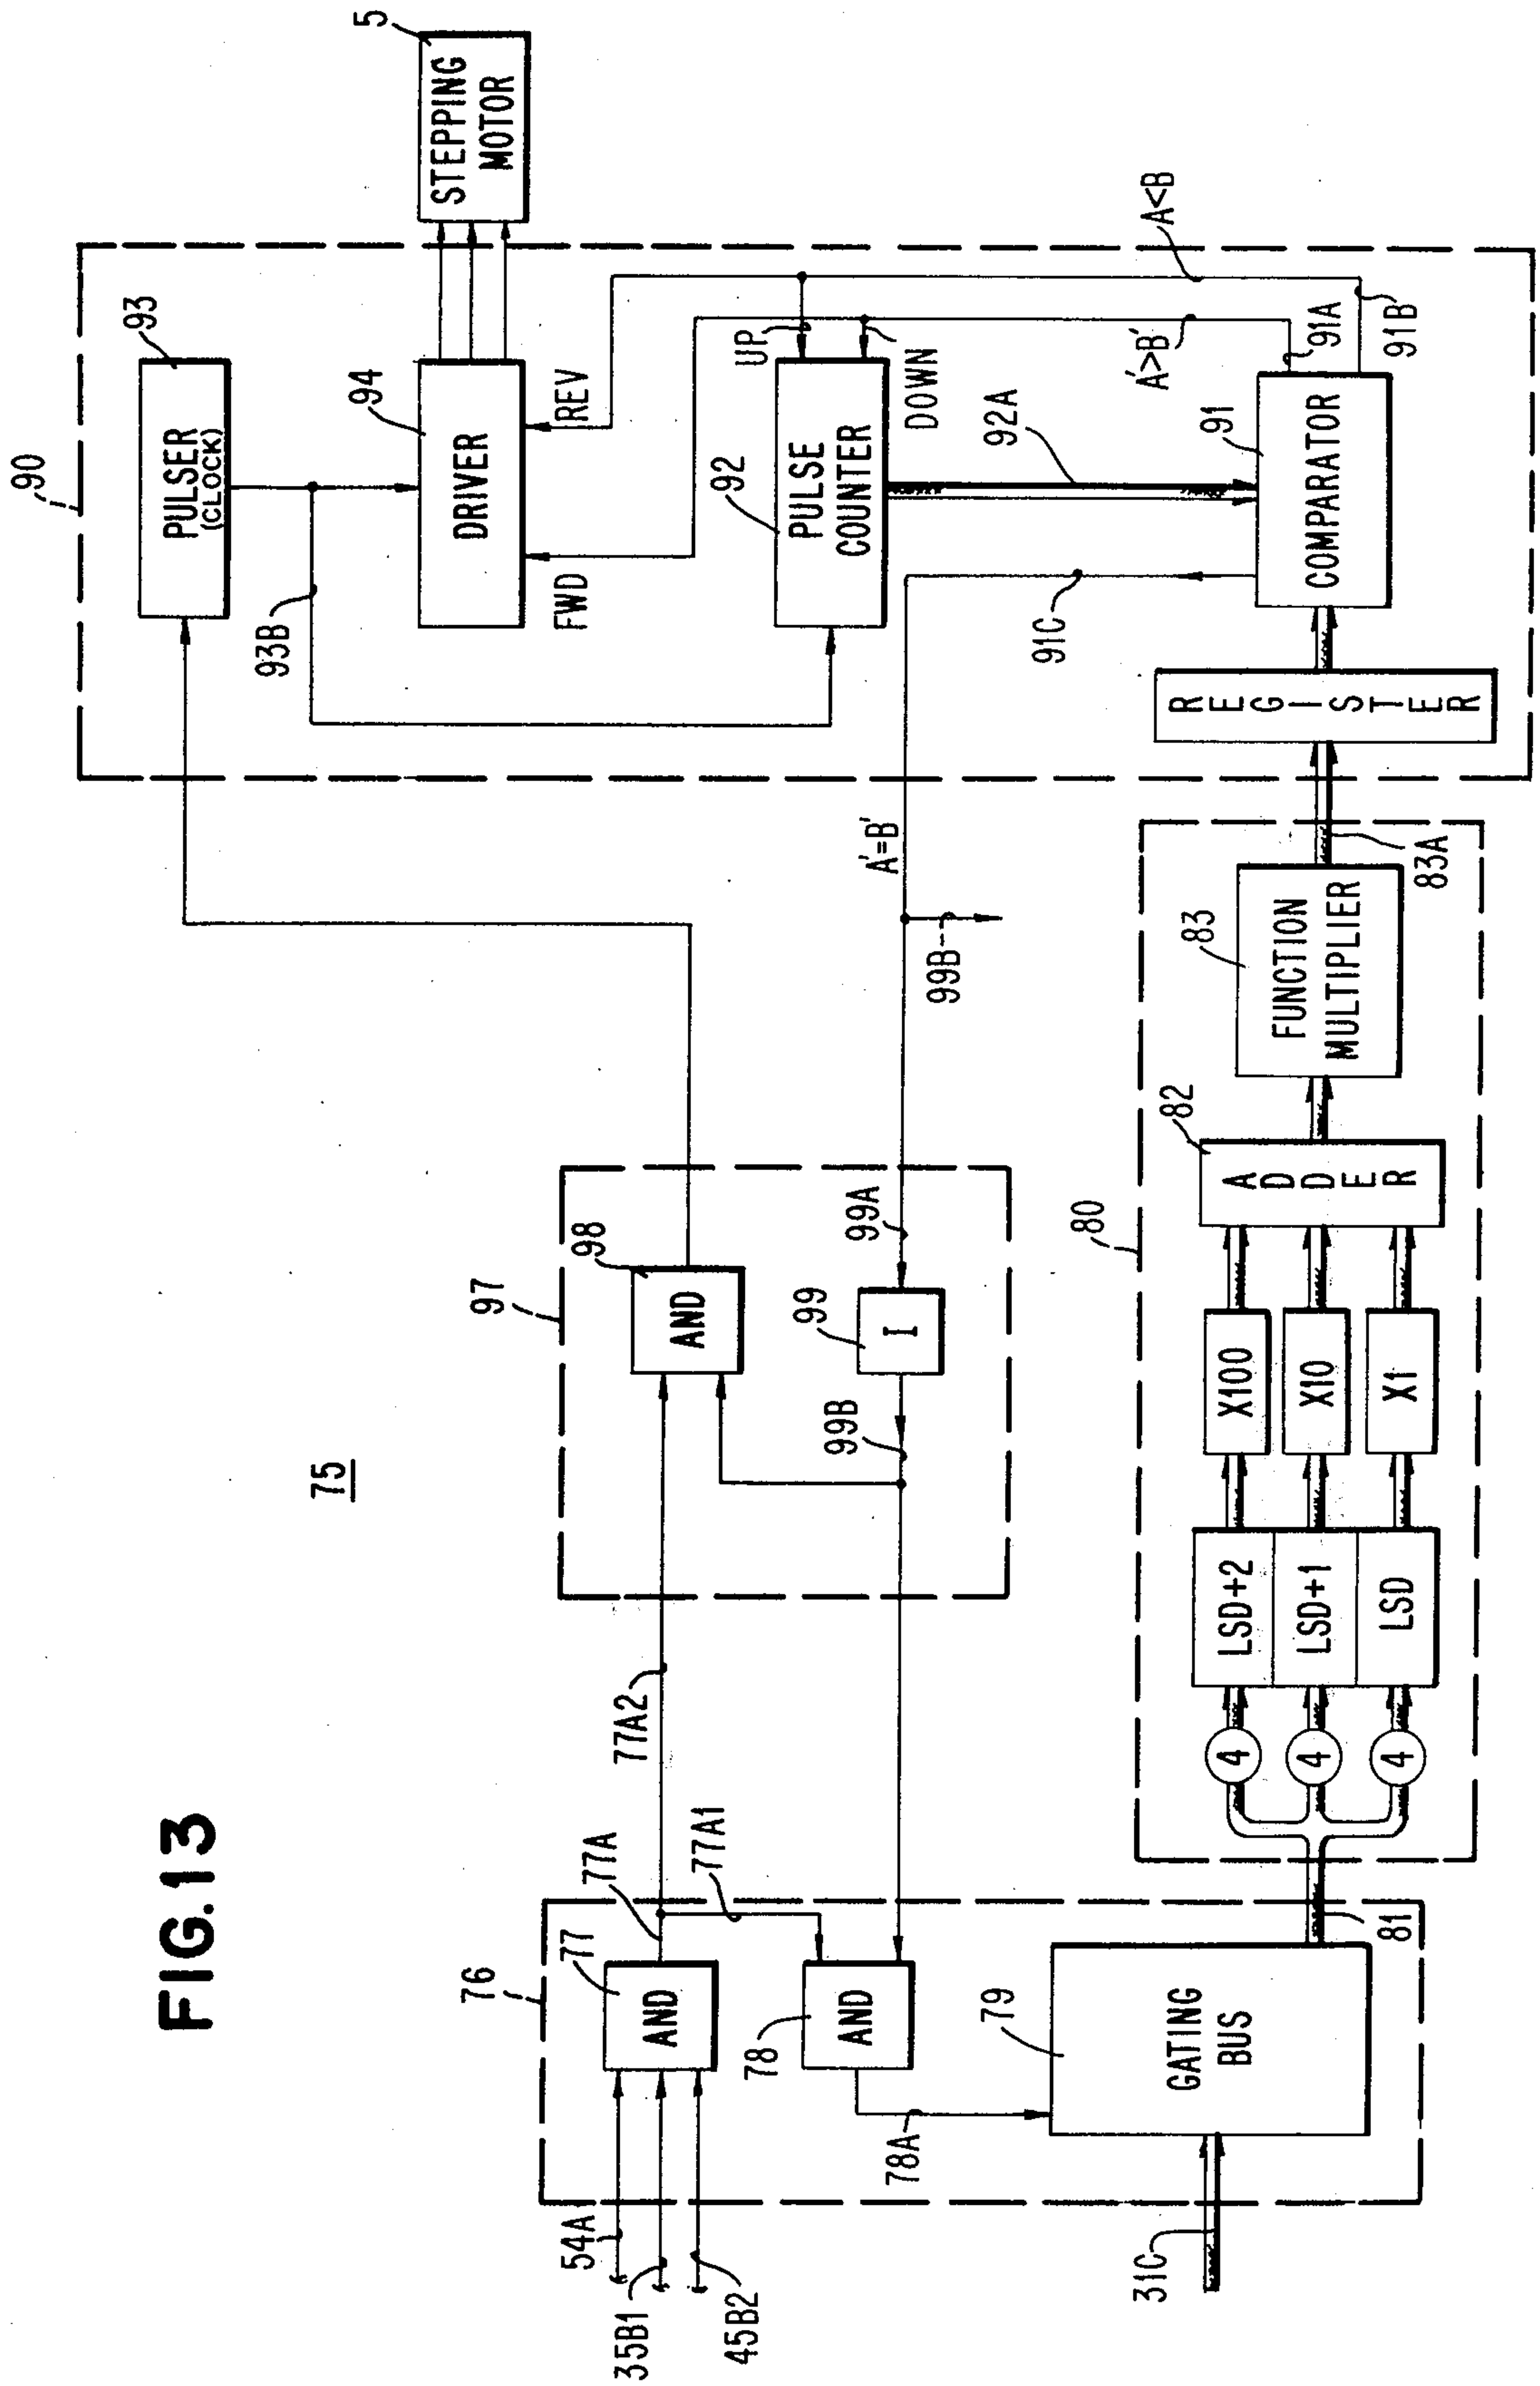 FIG.13
75
76
77
AND
77A
77A1
77A2
54A
35B1
45B2
78
AND
78A
79
GATING
BUS
31C
81
97
98
AND
99
I
99A
99B
99B
A'=B'
80
4
4
4
LSD+2
LSD+1
LSD
X100
X10
X1
82
ADDER
83
FUNCTION
MULTIPLIER
83A
90
93
PULSER
(CLOCK)
93B
94
DRIVER
FWD
REV
5
STEPPING
MOTOR
92
PULSE
COUNTER
UP
DOWN
92A
91
COMPARATOR
91A
91B
91C
A'>B'
A<B
REGISTER